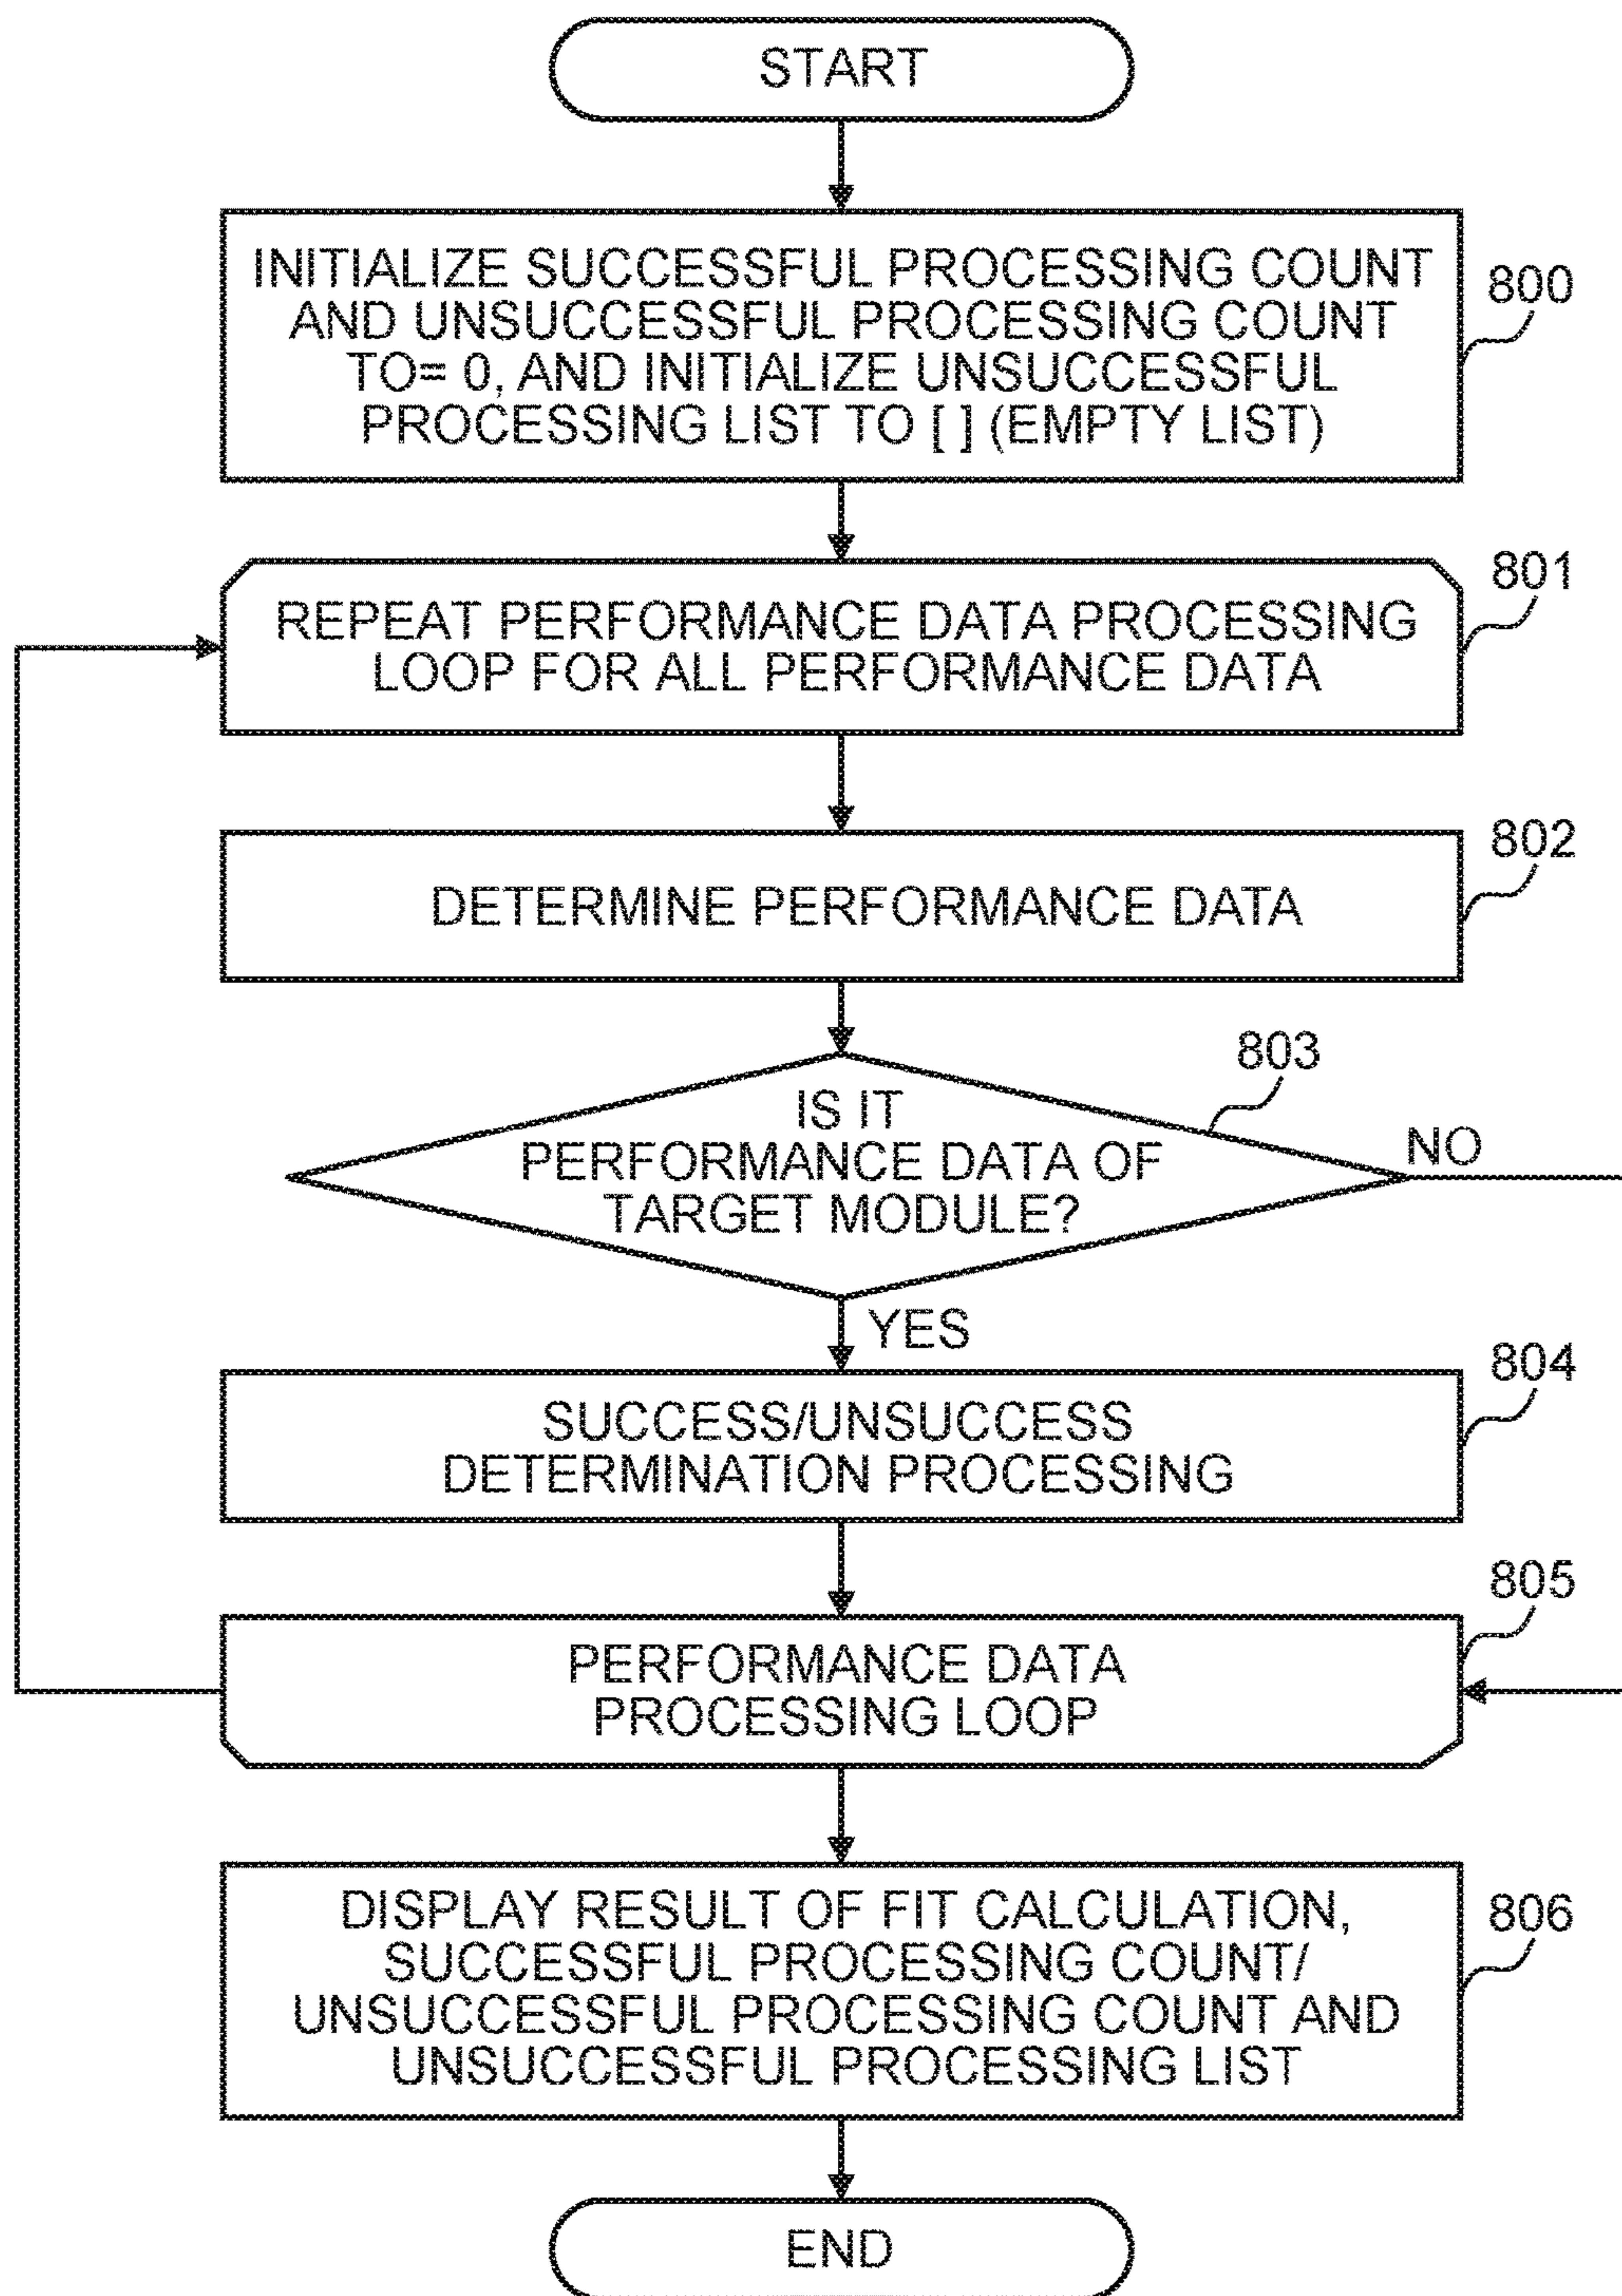 START
INITIALIZE SUCCESSFUL PROCESSING COUNT
AND UNSUCCESSFUL PROCESSING COUNT
TO= 0, AND INITIALIZE UNSUCCESSFUL
PROCESSING LIST TO [ ] (EMPTY LIST)
800
801
REPEAT PERFORMANCE DATA PROCESSING
LOOP FOR ALL PERFORMANCE DATA
802
DETERMINE PERFORMANCE DATA
803
IS IT
PERFORMANCE DATA OF
TARGET MODULE?
NO
YES
804
SUCCESS/UNSUCCESS
DETERMINATION PROCESSING
805
PERFORMANCE DATA
PROCESSING LOOP
DISPLAY RESULT OF FIT CALCULATION,
SUCCESSFUL PROCESSING COUNT/
UNSUCCESSFUL PROCESSING COUNT AND
UNSUCCESSFUL PROCESSING LIST
806
END